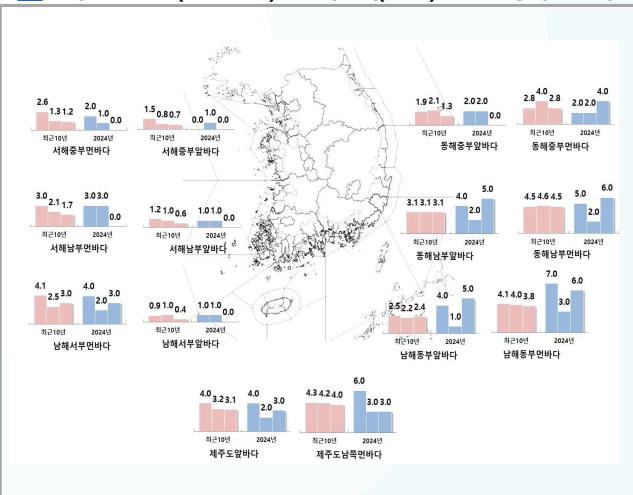 2.6 1.3 1.2 2.0 1.0 0.0
최근10년 2024년
서해중부먼바다
1.5 0.8 0.7 0.0 1.0 0.0
최근10년 2024년
서해중부앞바다
1.9 2.1 1.3 2.0 2.0 0.0
최근10년 2024년
동해중부앞바다
2.8 4.0 2.8 2.0 2.0 4.0
최근10년 2024년
동해중부먼바다
3.0 2.1 1.7 3.0 3.0 0.0
최근10년 2024년
서해남부먼바다
1.2 1.0 0.6 1.0 1.0 0.0
최근10년 2024년
서해남부앞바다
3.1 3.1 3.1 4.0 2.0 5.0
최근10년 2024년
동해남부앞바다
4.5 4.6 4.5 5.0 2.0 6.0
최근10년 2024년
동해남부먼바다
4.1 2.5 3.0 4.0 2.0 3.0
최근10년 2024년
남해서부먼바다
0.9 1.0 0.4 1.0 1.0 0.0
최근10년 2024년
남해서부앞바다
2.5 2.2 2.4 4.0 1.0 5.0
최근10년 2024년
남해동부앞바다
4.1 4.0 3.8 7.0 3.0 6.0
최근10년 2024년
남해동부먼바다
4.0 3.2 3.1 4.0 2.0 3.0
최근10년 2024년
제주도앞바다
4.3 4.2 4.0 6.0 3.0 3.0
최근10년 2024년
제주도남쪽먼바다